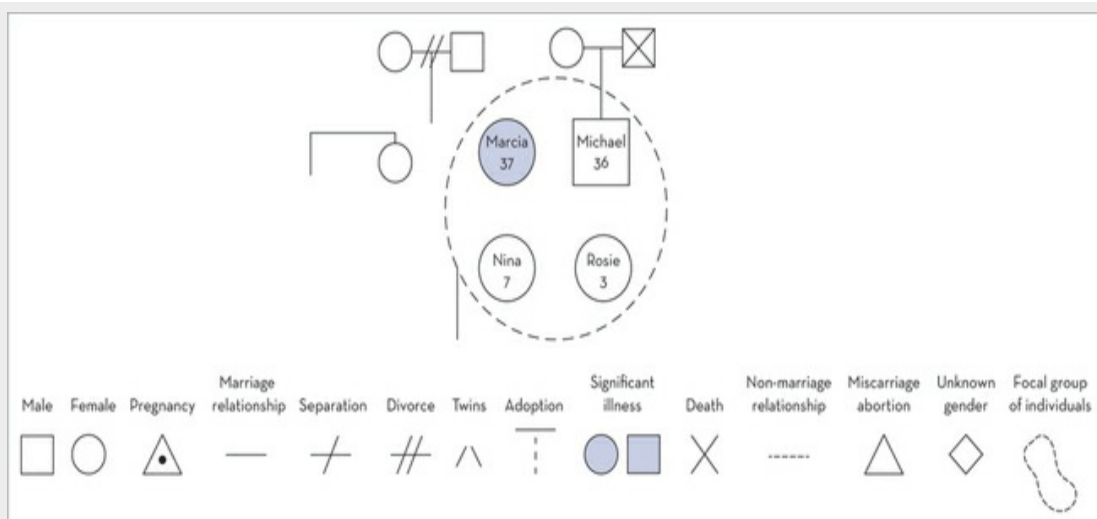 Marcia
37
Michael
36
Nina
7
Rosie
3
Male
Female
Pregnancy
Marriage
relationship
Separation
Divorce
Twins
Adoption
Significant
illness
Death
Non-marriage
relationship
Miscarriage
abortion
Unknown
gender
Focal group
of individuals